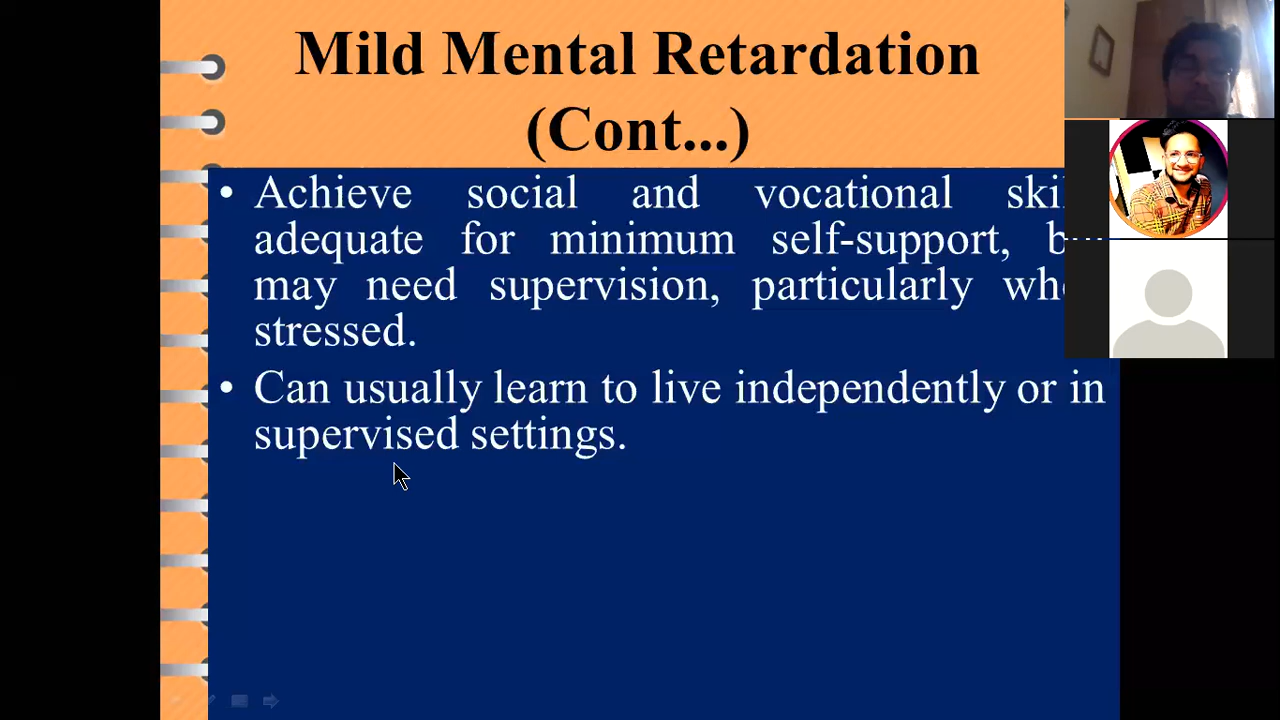 Mild Mental Retardation
(Cont...)
• Achieve social and vocational
adequate for minimum self-support,
may need supervision, particularly
stressed.
• Can usually learn to live independently or in
supervised settings.